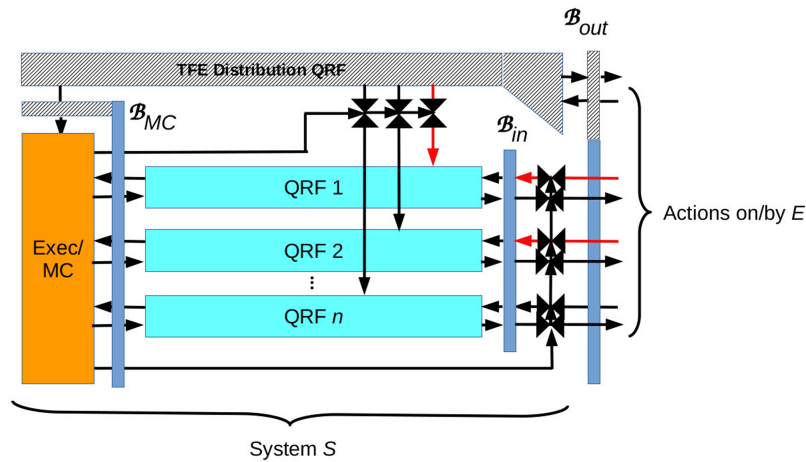 ℬout
TFE Distribution QRF
ℬMC
ℬin
QRF 1
Actions on/by E
Exec/
MC
QRF 2
...
QRF n
System S